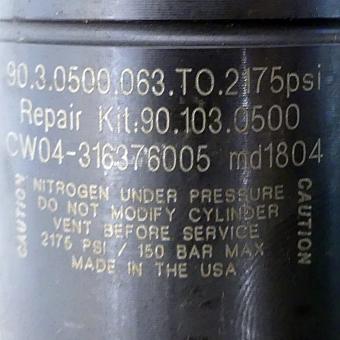 90.3.0500.063.TO.2175psi
Repair Kit:90.103.0500
CW04-316376005 md1804
CAUTION
NITROGEN UNDER PRESSURE
DO NOT MODIFY CYLINDER
VENT BEFORE SERVICE
2175 PSI / 150 BAR MAX
MADE IN THE USA
CAUTION